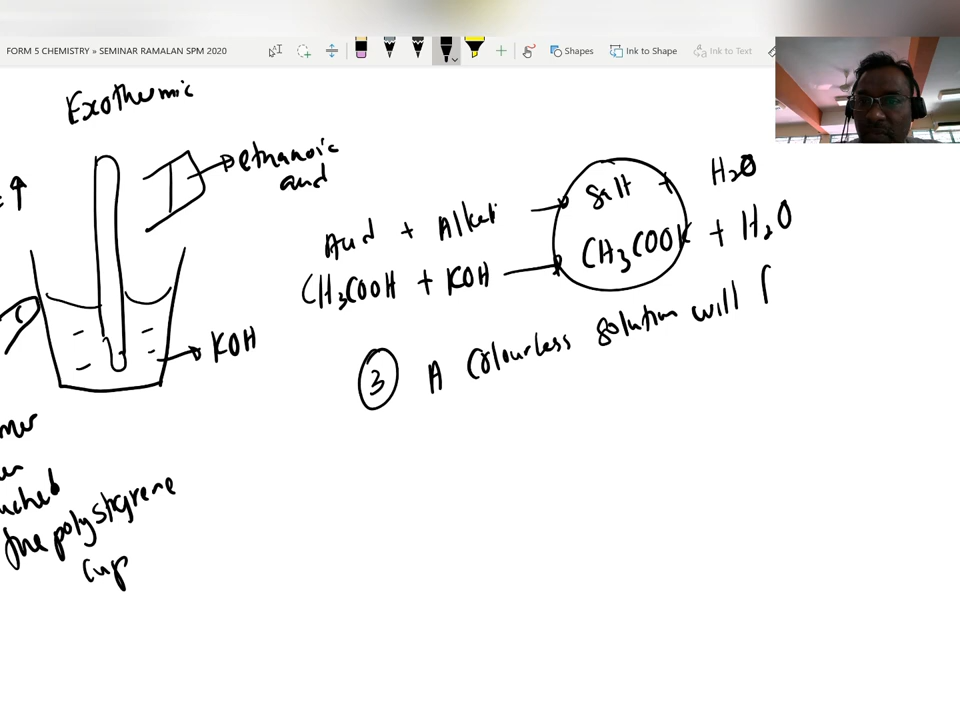 FORM 5 CHEMISTRY » SEMINAR RAMALAN SPM 2020
Shapes
Ink to Shape
Ink to Text
Exothermic
ethanoic
acid
KOH
the polystyrene
cup
Acid + Alkali → Salt + H₂O
CH₃COOH + KOH → CH₃COOK + H₂O
③ A colourless solution will f